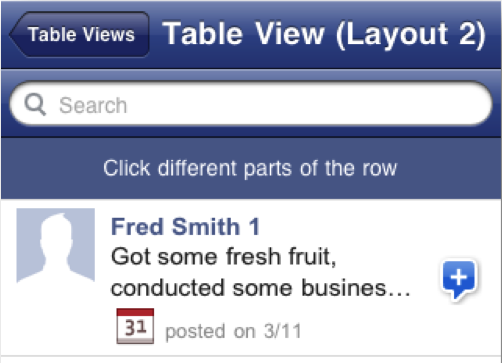 Table Views
Table View (Layout 2)
Search
Click different parts of the row
Fred Smith 1
Got some fresh fruit,
conducted some busines…
31
posted on 3/11